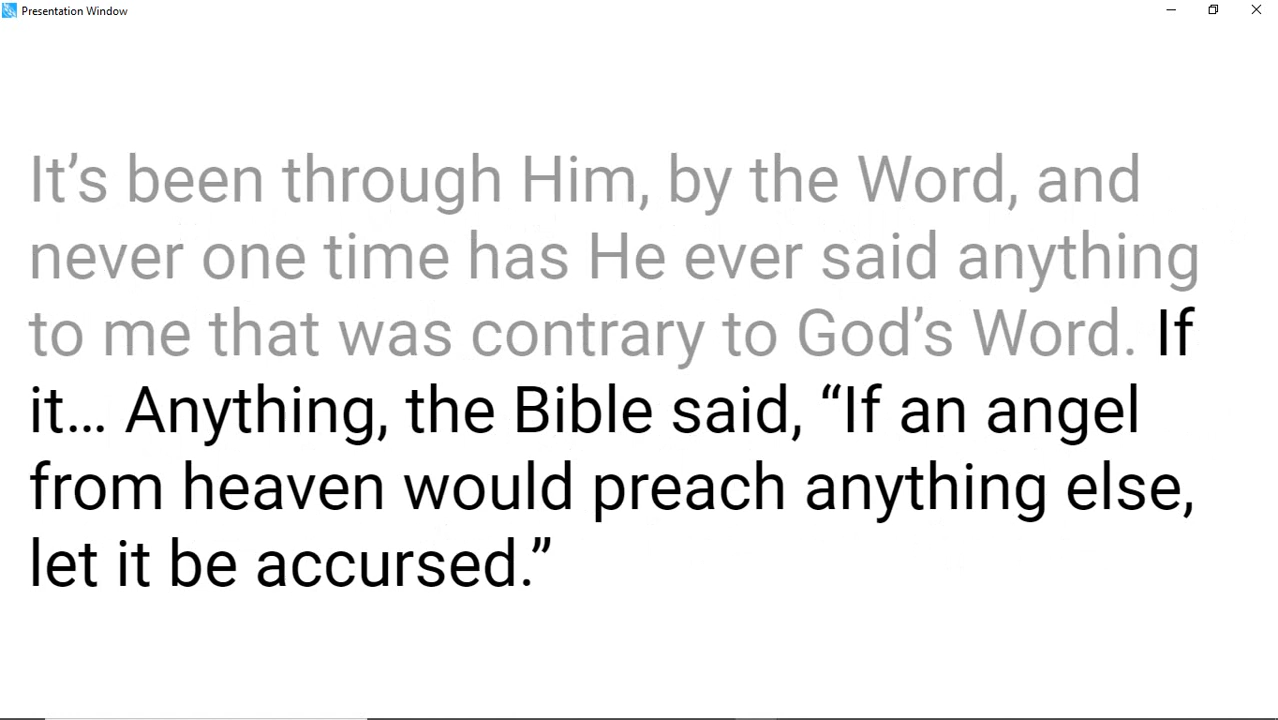 Presentation Window
It’s been through Him, by the Word, and
never one time has He ever said anything
to me that was contrary to God’s Word. If
it… Anything, the Bible said, “If an angel
from heaven would preach anything else,
let it be accursed.”